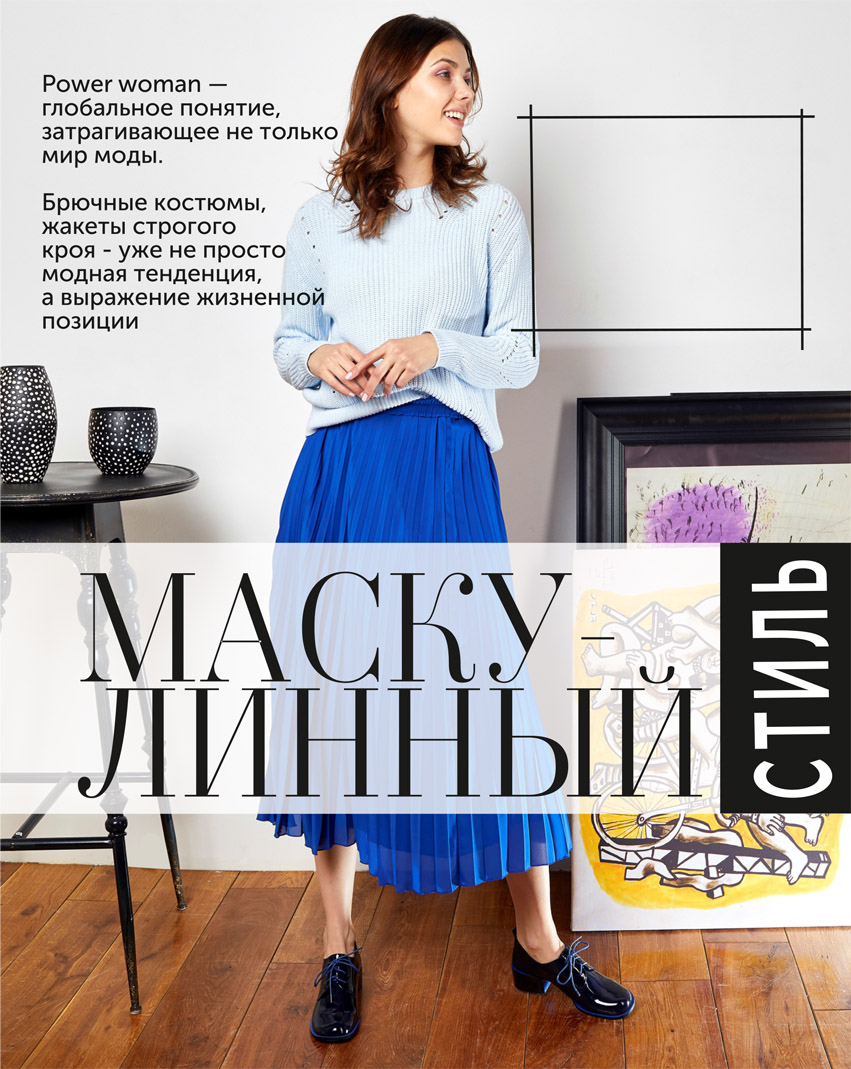 Power woman —
глобальное понятие,
затрагивающее не только
мир моды.
Брючные костюмы,
жакеты строгого
кроя - уже не просто
модная тенденция,
а выражение жизненной
позиции
МАСКУ-
ЛИННЫЙ
СТИЛЬ